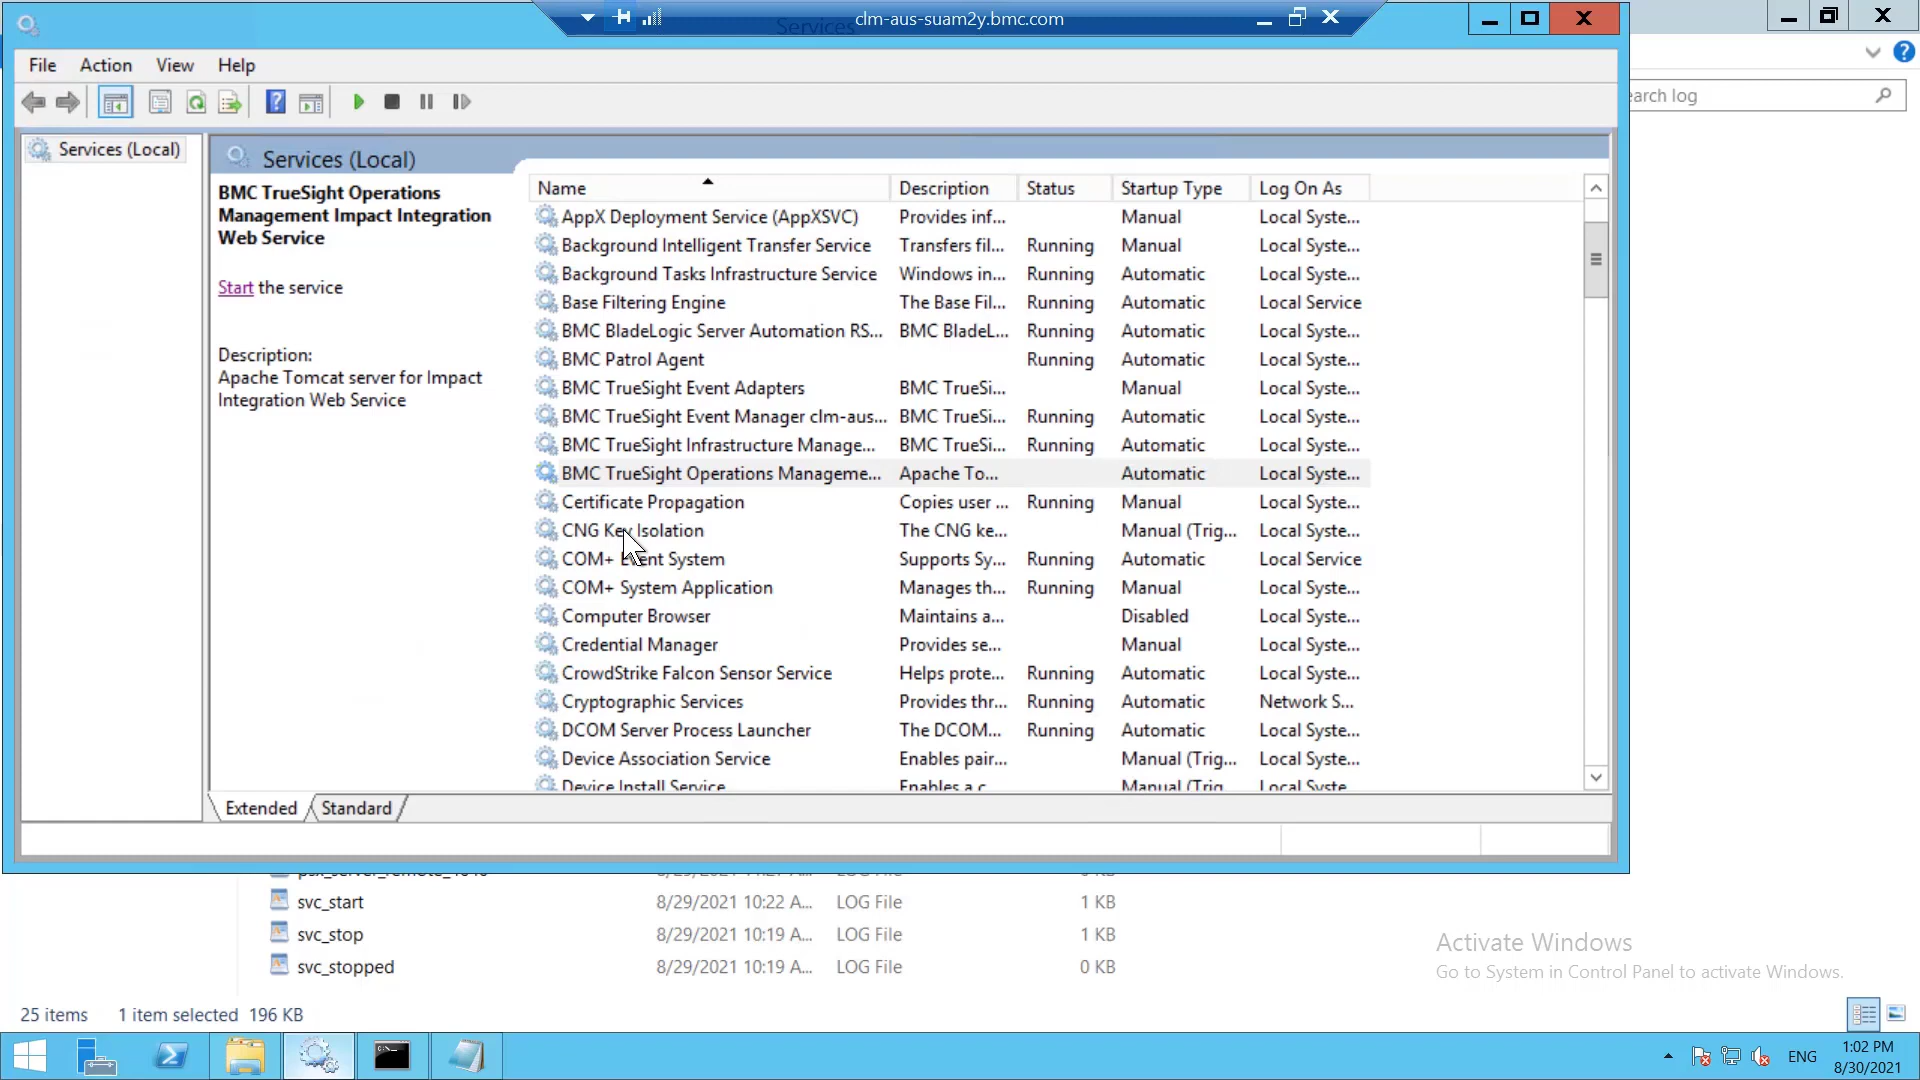 clm-aus-suam2y.bmc.com
Services
File Action View Help
earch log
Services (Local)
Services (Local)
BMC TrueSight Operations
Management Impact Integration
Web Service
Start the service
Description:
Apache Tomcat server for Impact
Integration Web Service
Name Description Status Startup Type Log On As
AppX Deployment Service (AppXSVC) Provides inf... Manual Local Syste...
Background Intelligent Transfer Service Transfers fil... Running Manual Local Syste...
Background Tasks Infrastructure Service Windows in... Running Automatic Local Syste...
Base Filtering Engine The Base Fil... Running Automatic Local Service
BMC BladeLogic Server Automation RS... BMC BladeL... Running Automatic Local Syste...
BMC Patrol Agent Running Automatic Local Syste...
BMC TrueSight Event Adapters BMC TrueSi... Manual Local Syste...
BMC TrueSight Event Manager clm-aus... BMC TrueSi... Running Automatic Local Syste...
BMC TrueSight Infrastructure Manage... BMC TrueSi... Running Automatic Local Syste...
BMC TrueSight Operations Manageme... Apache To... Automatic Local Syste...
Certificate Propagation Copies user ... Running Manual Local Syste...
CNG Key Isolation The CNG ke... Manual (Trig... Local Syste...
COM+ Event System Supports Sy... Running Automatic Local Service
COM+ System Application Manages th... Running Manual Local Syste...
Computer Browser Maintains a... Disabled Local Syste...
Credential Manager Provides se... Manual Local Syste...
CrowdStrike Falcon Sensor Service Helps prote... Running Automatic Local Syste...
Cryptographic Services Provides thr... Running Automatic Network S...
DCOM Server Process Launcher The DCOM... Running Automatic Local Syste...
Device Association Service Enables pair... Manual (Trig... Local Syste...
Device Install Service Enables a c Manual (Trig Local Syste
Extended Standard
svc_start 8/29/2021 10:22 A... LOG File 1 KB
svc_stop 8/29/2021 10:19 A... LOG File 1 KB
svc_stopped 8/29/2021 10:19 A... LOG File 0 KB
Activate Windows
Go to System in Control Panel to activate Windows.
25 items 1 item selected 196 KB
ENG
1:02 PM
8/30/2021